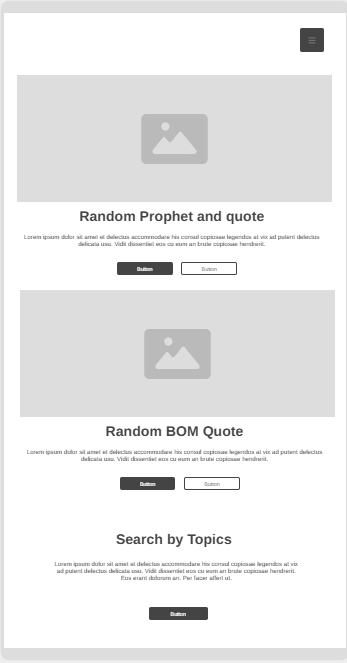 Random Prophet and quote
Lorem ipsum dolor sit amet et delectus accommodare his consul copiosae legendos at vix ad putent delectus
delicata usu. Vidit dissentiet eos cu eum an brute copiosae hendrerit.
Button Button
Random BOM Quote
Lorem ipsum dolor sit amet et delectus accommodare his consul copiosae legendos at vix ad putent delectus
delicata usu. Vidit dissentiet eos cu eum an brute copiosae hendrerit.
Button Button
Search by Topics
Lorem ipsum dolor sit amet et delectus accommodare his consul copiosae legendos at vix
ad putent delectus delicata usu. Vidit dissentiet eos cu eum an brute copiosae hendrerit.
Eos erant dolorum an. Per facer affert ut.
Button